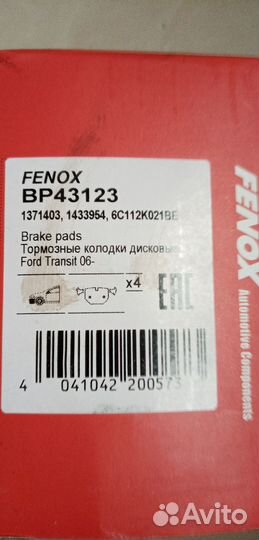 FENOX
BP43123
1371403, 1433954, 6C112K021BE
Brake pads
Тормозные колодки дисковые
Ford Transit 06-
x4
EAC
4 041042 200573
FENOX
Automotive Components
Avito